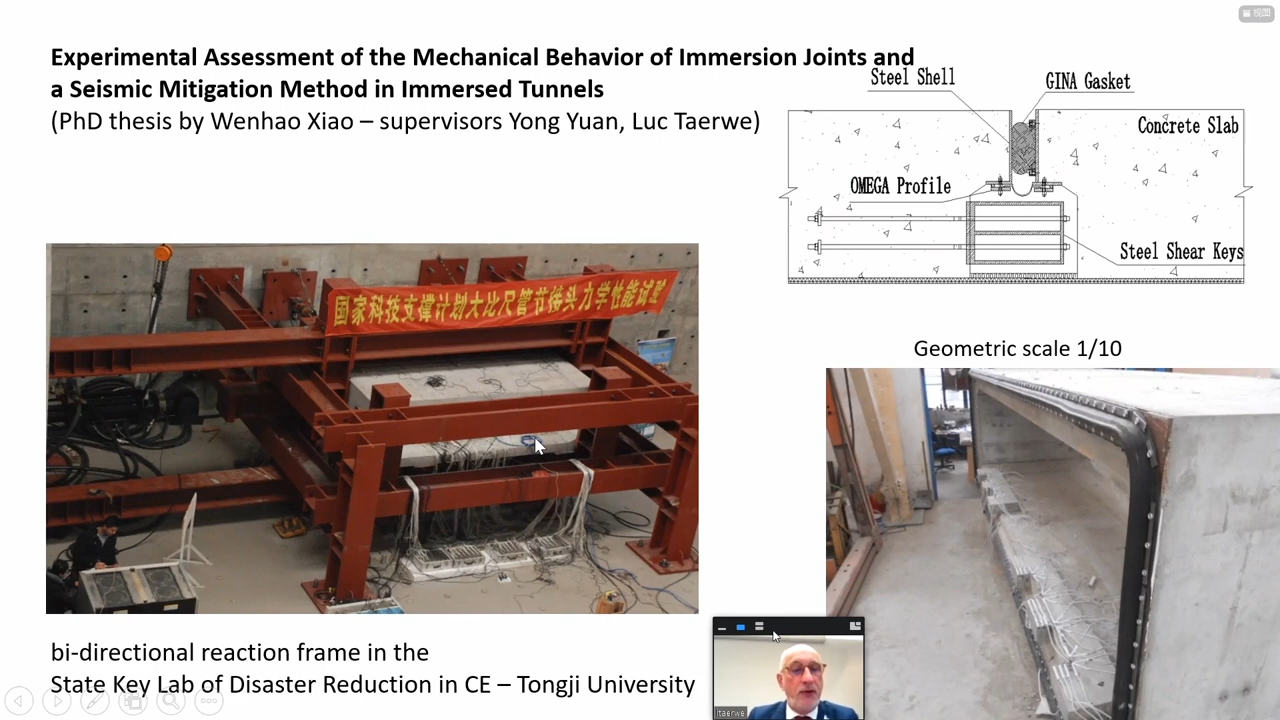 视图
Experimental Assessment of the Mechanical Behavior of Immersion Joints and
a Seismic Mitigation Method in Immersed Tunnels
(PhD thesis by Wenhao Xiao – supervisors Yong Yuan, Luc Taerwe)
Steel Shell
GINA Gasket
Concrete Slab
OMEGA Profile
Steel Shear Keys
国家科技支撑计划大比尺管节接头力学性能试验
Geometric scale 1/10
bi-directional reaction frame in the
State Key Lab of Disaster Reduction in CE – Tongji University
ltaerwe